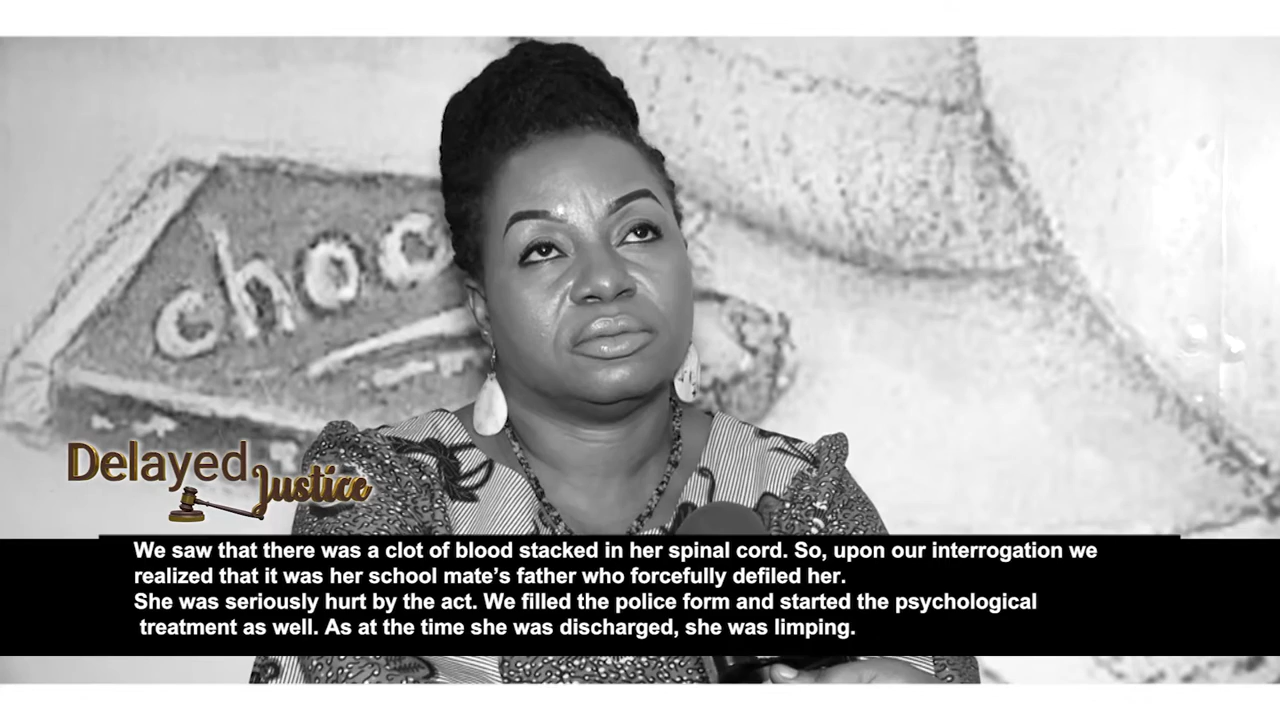 choc
Delayed
Justice
We saw that there was a clot of blood stacked in her spinal cord. So, upon our interrogation we
realized that it was her school mate's father who forcefully defiled her.
She was seriously hurt by the act. We filled the police form and started the psychological
treatment as well. As at the time she was discharged, she was limping.